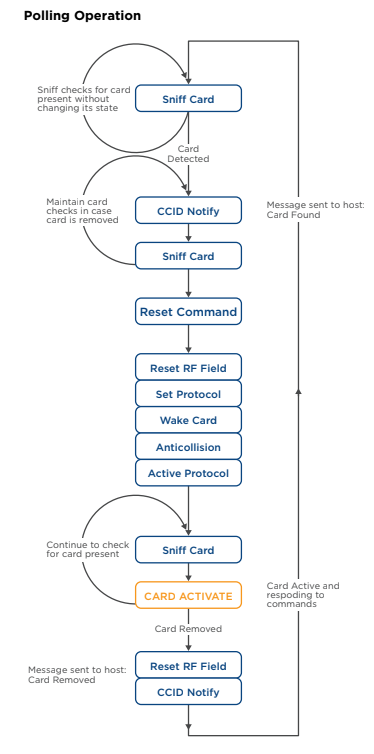 Polling Operation
Sniff checks for card
present without
changing its state
Sniff Card
Card
Detected
Maintain card
checks in case
card is removed
CCID Notify
Message sent to host:
Card Found
Sniff Card
Reset Command
Reset RF Field
Set Protocol
Wake Card
Anticollision
Active Protocol
Continue to check
for card present
Sniff Card
CARD ACTIVATE
Card Active and
respoding to
commands
Card Removed
Message sent to host:
Card Removed
Reset RF Field
CCID Notify